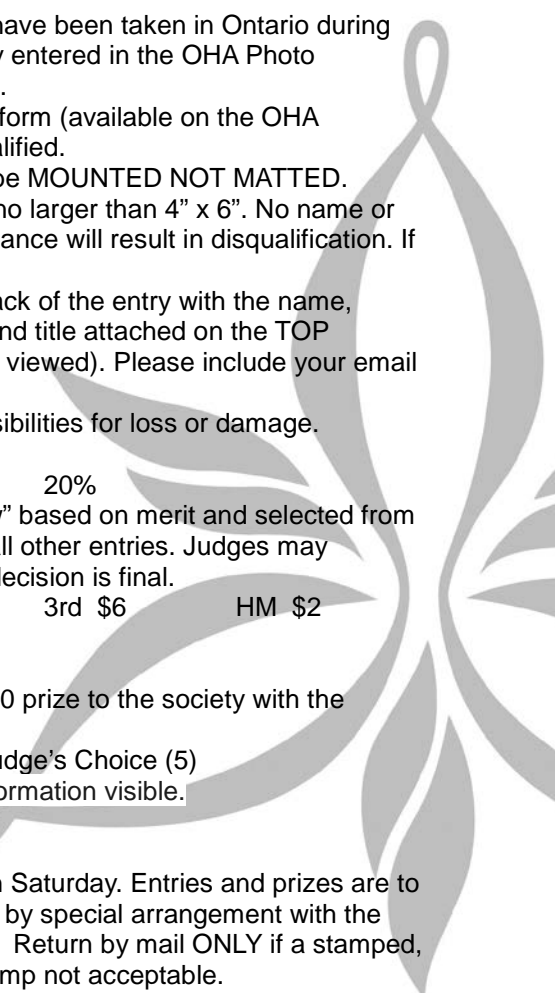 have been taken in Ontario during
entered in the OHA Photo
.
form (available on the OHA
lified.
be MOUNTED NOT MATTED.
no larger than 4” x 6”. No name or
ance will result in disqualification. If
ack of the entry with the name,
nd title attached on the TOP
viewed). Please include your email
sibilities for loss or damage.
20%
” based on merit and selected from
ll other entries. Judges may
decision is final.
3rd $6 HM $2
0 prize to the society with the
udge’s Choice (5)
ormation visible.
n Saturday. Entries and prizes are to
by special arrangement with the
Return by mail ONLY if a stamped,
mp not acceptable.